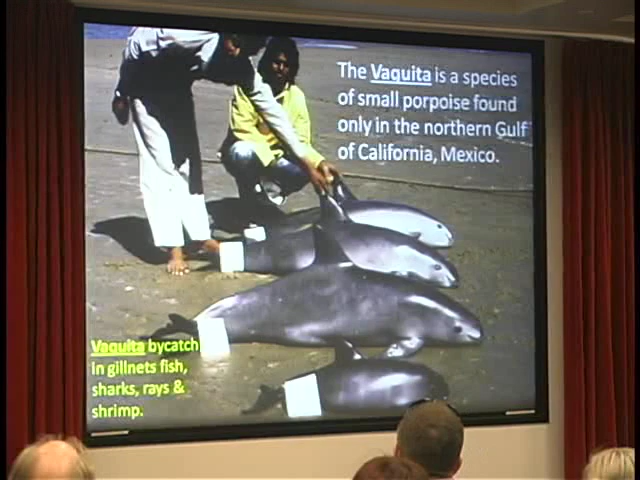 The Vaquita is a species
of small porpoise found
only in the northern Gulf
of California, Mexico.
Vaquita bycatch
in gillnets fish,
sharks, rays &
shrimp.